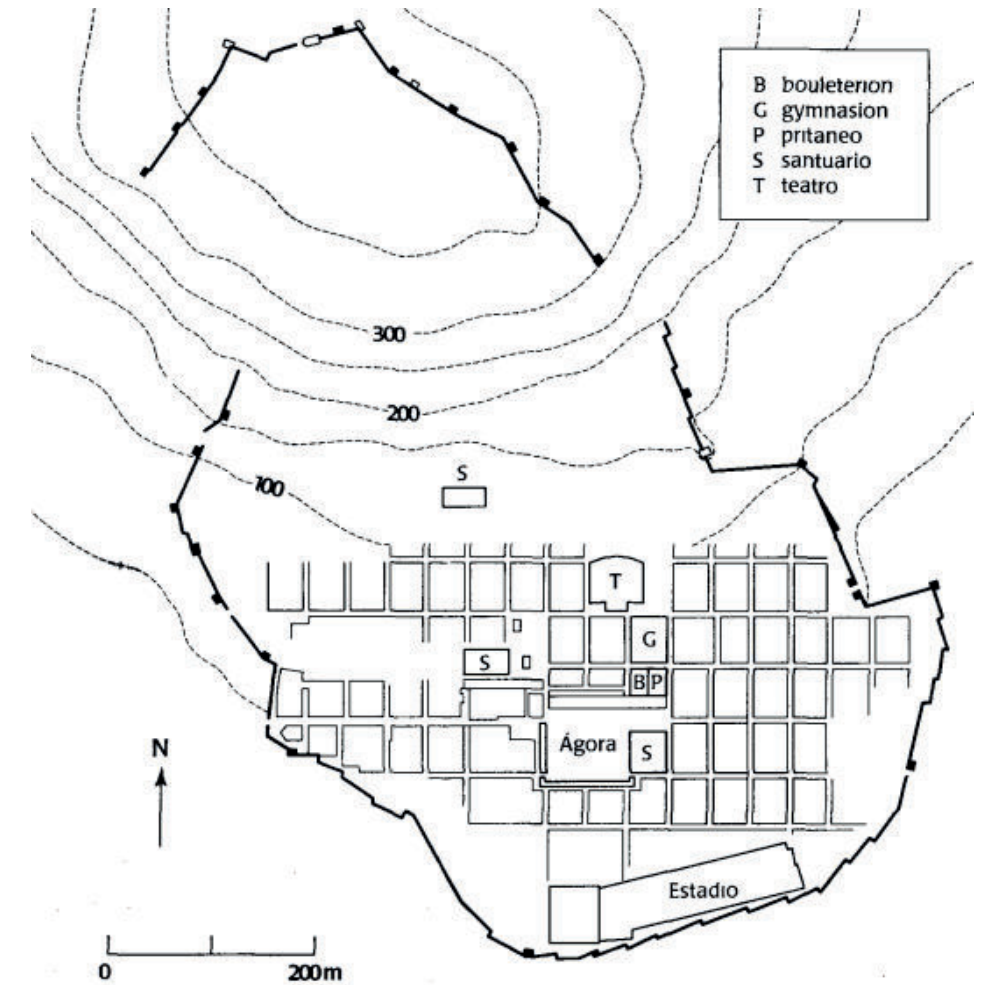 B bouleterion
G gymnasion
P pritaneo
S santuario
T teatro
300
200
100
S
T
G
S
B P
Ágora
S
N
Estadio
0 200m